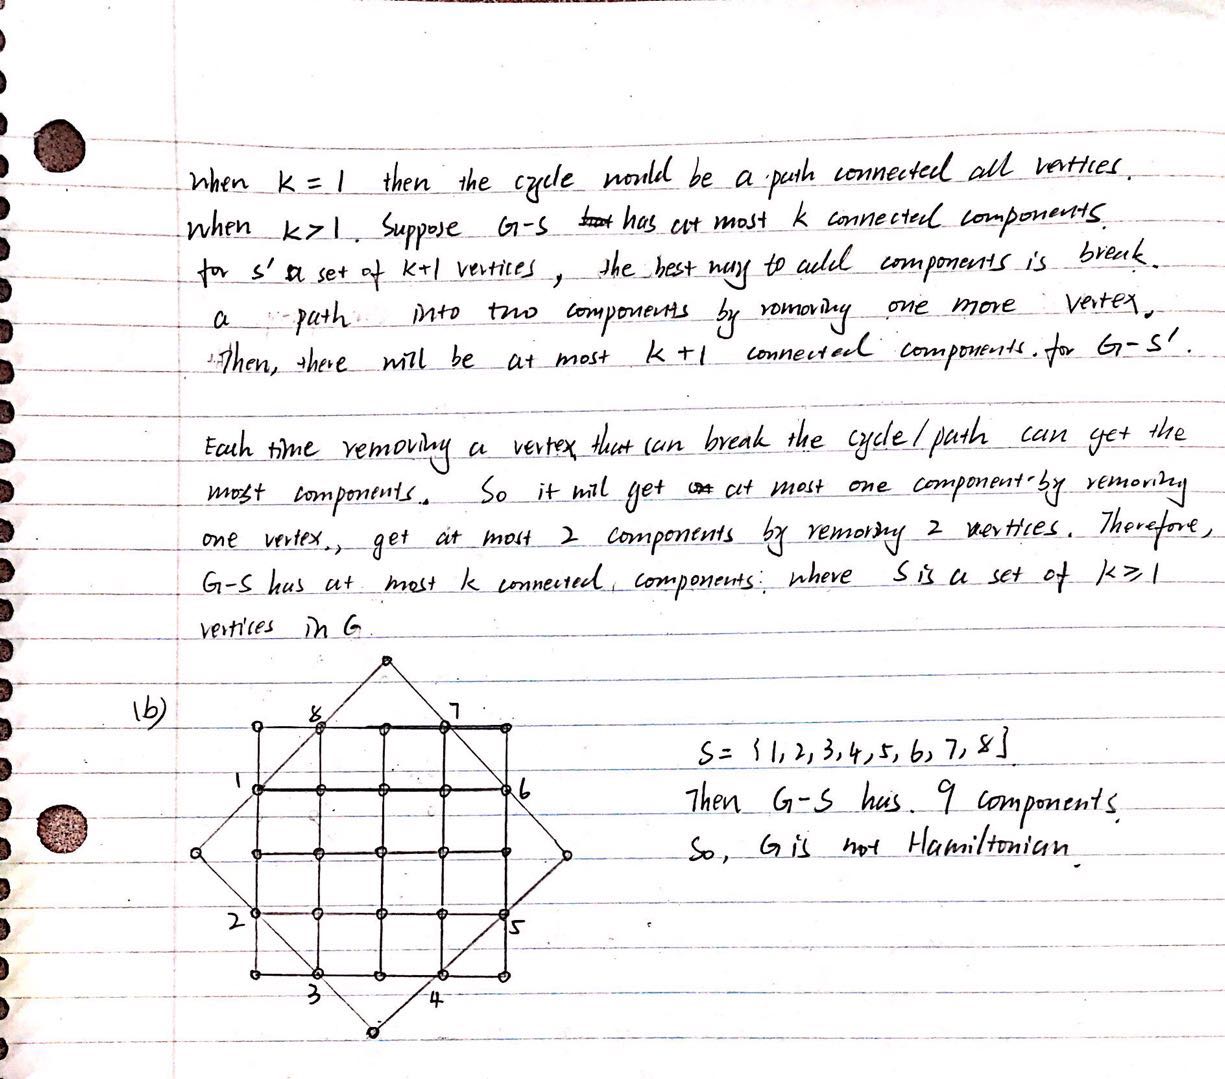 When k = 1 then the cycle would be a path connected all vertices.
When k>1. Suppose G-S has at most k connected components.
for s' a set of k+1 vertices, the best way to add components is break.
a path into two components by romoving one more vertex.
Then, there will be at most k+1 connected components. for G-S'.
Each time removing a vertex that can break the cycle/path can get the
most components. So it will get at most one component by removing
one vertex., get at most 2 components by removing 2 vertices. Therefore,
G-S has at most k connected components. where S is a set of k≥1
vertices in G.
(b)
8 7
1 6
S = {1,2,3,4,5,6,7,8}
Then G-S has. 9 components.
So, G is not Hamiltonian.
2 5
3 4